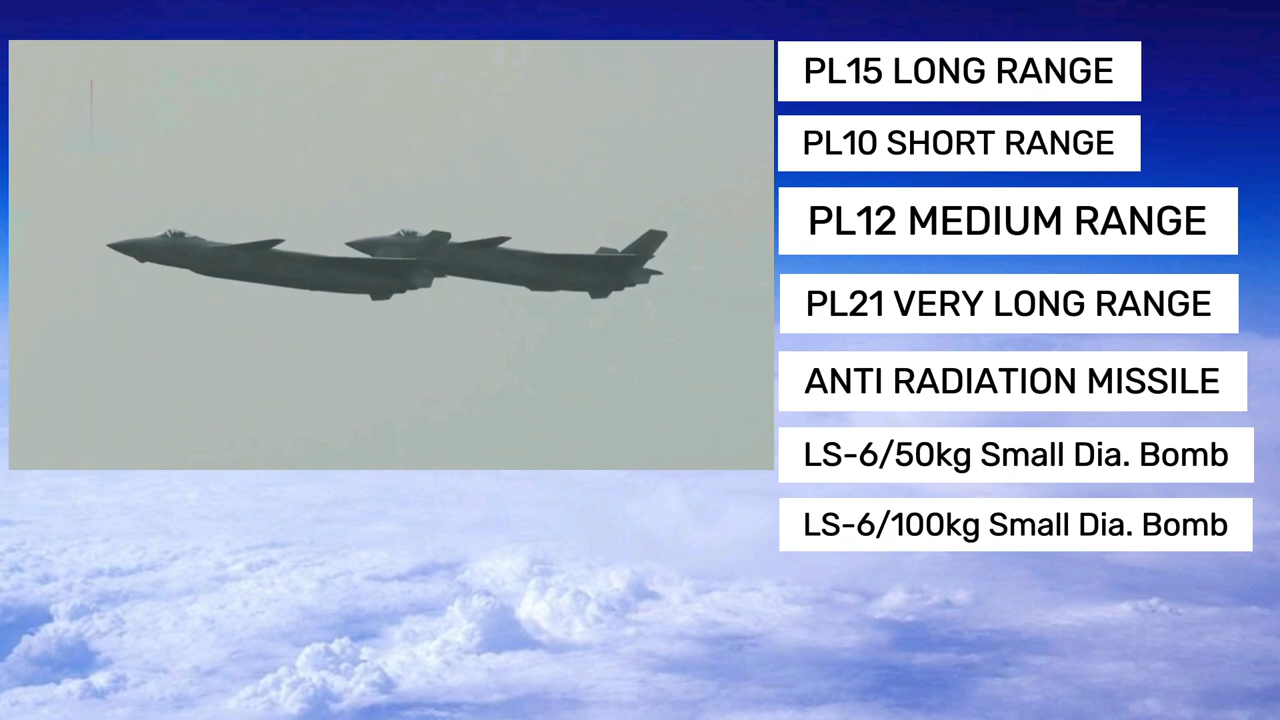 PL15 LONG RANGE
PL10 SHORT RANGE
PL12 MEDIUM RANGE
PL21 VERY LONG RANGE
ANTI RADIATION MISSILE
LS-6/50kg Small Dia. Bomb
LS-6/100kg Small Dia. Bomb